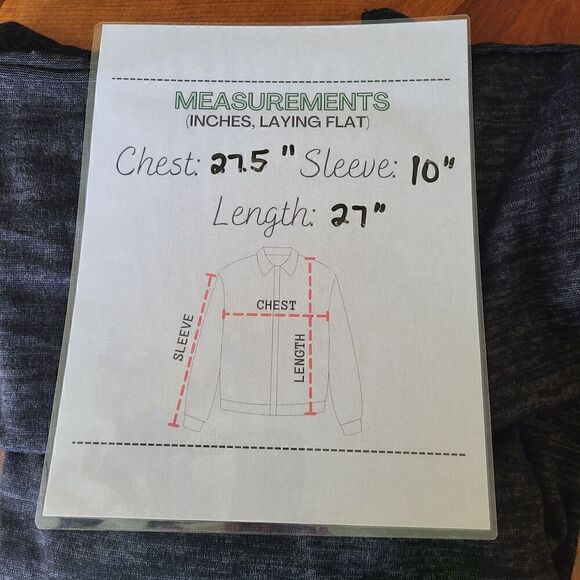 MEASUREMENTS
(INCHES, LAYING FLAT)
Chest: 27.5" Sleeve: 10"
Length: 27"
CHEST
SLEEVE
LENGTH